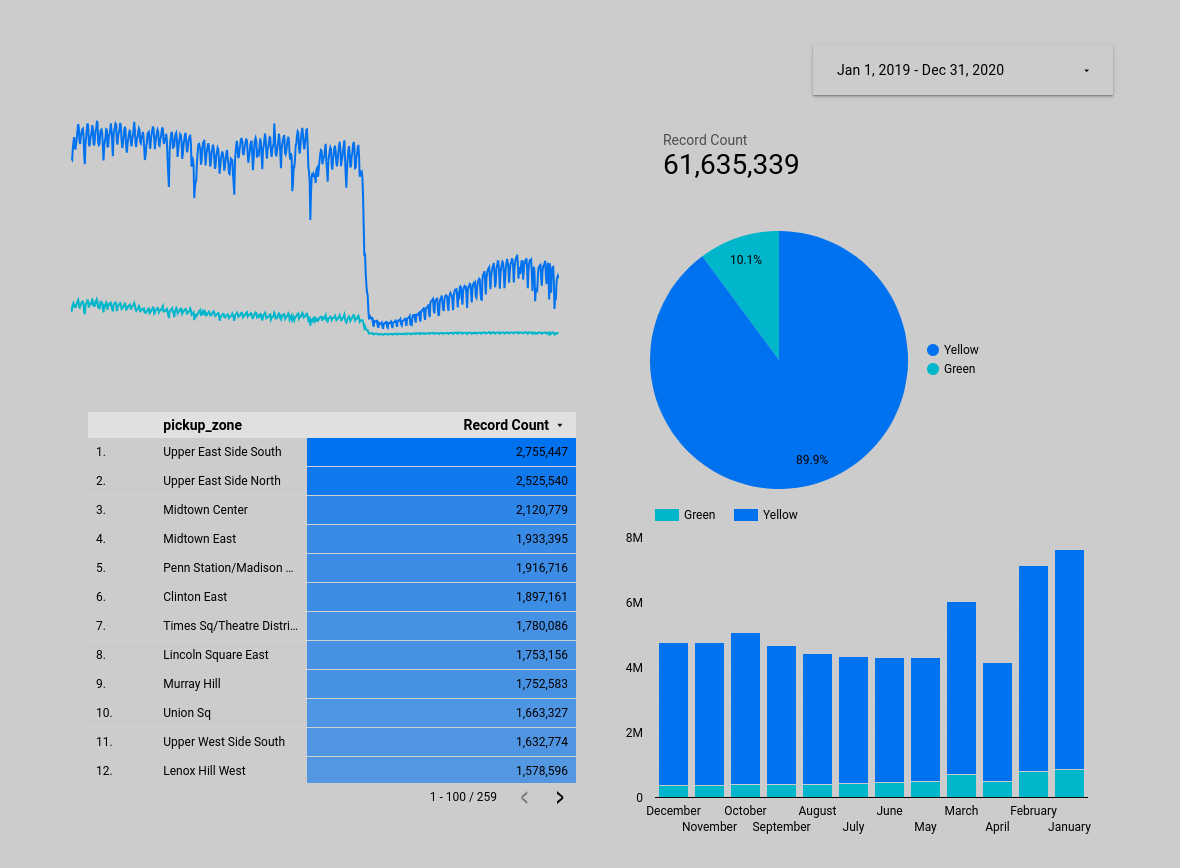 Jan 1, 2019 - Dec 31, 2020
Record Count
61,635,339
10.1%
89.9%
Yellow
Green
pickup_zone Record Count
1. Upper East Side South 2,755,447
2. Upper East Side North 2,525,540
3. Midtown Center 2,120,779
4. Midtown East 1,933,395
5. Penn Station/Madison ... 1,916,716
6. Clinton East 1,897,161
7. Times Sq/Theatre Distri... 1,780,086
8. Lincoln Square East 1,753,156
9. Murray Hill 1,752,583
10. Union Sq 1,663,327
11. Upper West Side South 1,632,774
12. Lenox Hill West 1,578,596
1 - 100 / 259
Green Yellow
8M
6M
4M
2M
0
December October August June March February
November September July May April January